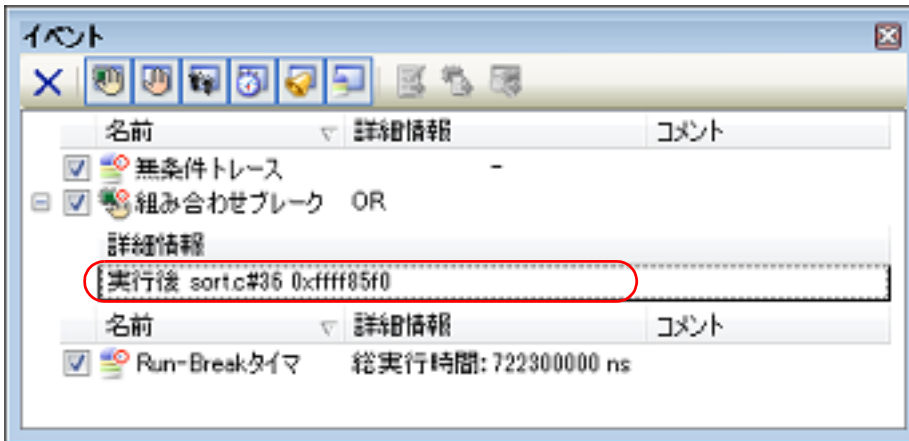 イベント
名前 詳細情報 コメント
無条件トレース -
組み合わせブレーク OR
詳細情報
実行後 sort.c#36 0xffff85f0
名前 詳細情報 コメント
Run-Breakタイマ 総実行時間: 722300000 ns